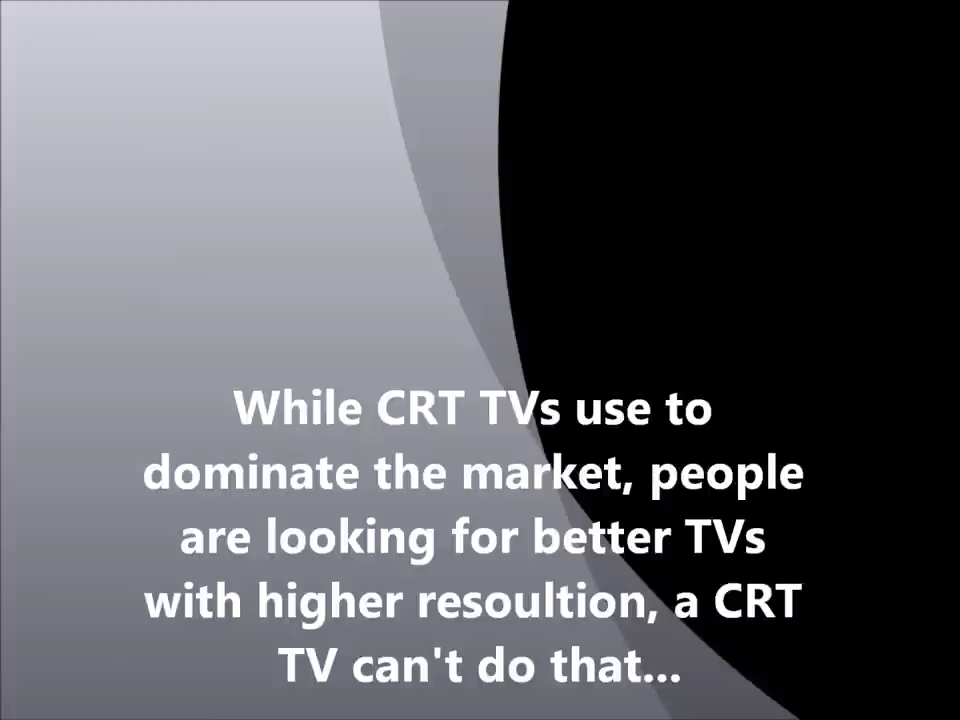 While CRT TVs use to
dominate the market, people
are looking for better TVs
with higher resoultion, a CRT
TV can't do that...